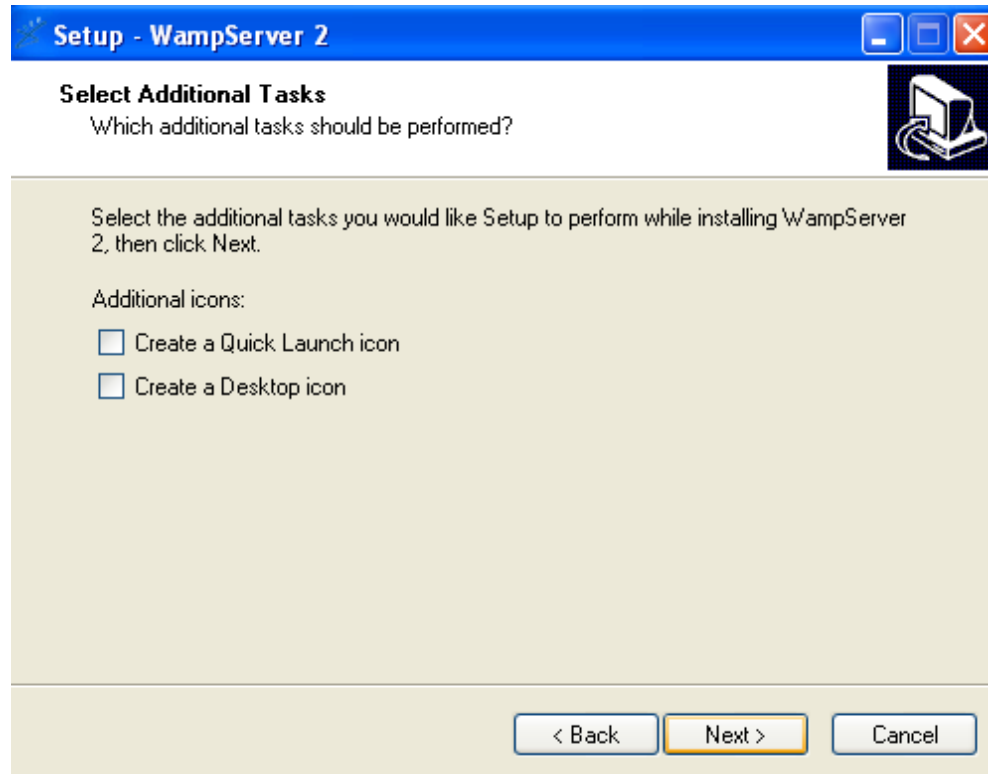 Setup - WampServer 2
Select Additional Tasks
Which additional tasks should be performed?
Select the additional tasks you would like Setup to perform while installing WampServer
2, then click Next.
Additional icons:
Create a Quick Launch icon
Create a Desktop icon
< Back
Next >
Cancel